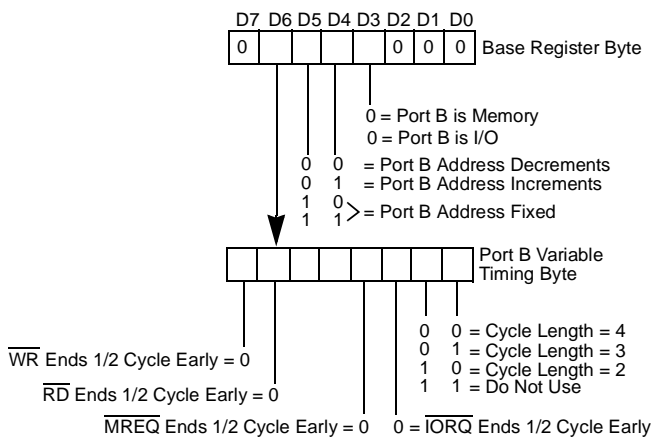 D7 D6 D5 D4 D3 D2 D1 D0
0 0 0 0 Base Register Byte
0 = Port B is Memory
0 = Port B is I/O
0 0 = Port B Address Decrements
0 1 = Port B Address Increments
1 0
1 1 > = Port B Address Fixed
Port B Variable
Timing Byte
0 0 = Cycle Length = 4
0 1 = Cycle Length = 3
1 0 = Cycle Length = 2
1 1 = Do Not Use
WR Ends 1/2 Cycle Early = 0
RD Ends 1/2 Cycle Early = 0
MREQ Ends 1/2 Cycle Early = 0 0 = IORQ Ends 1/2 Cycle Early